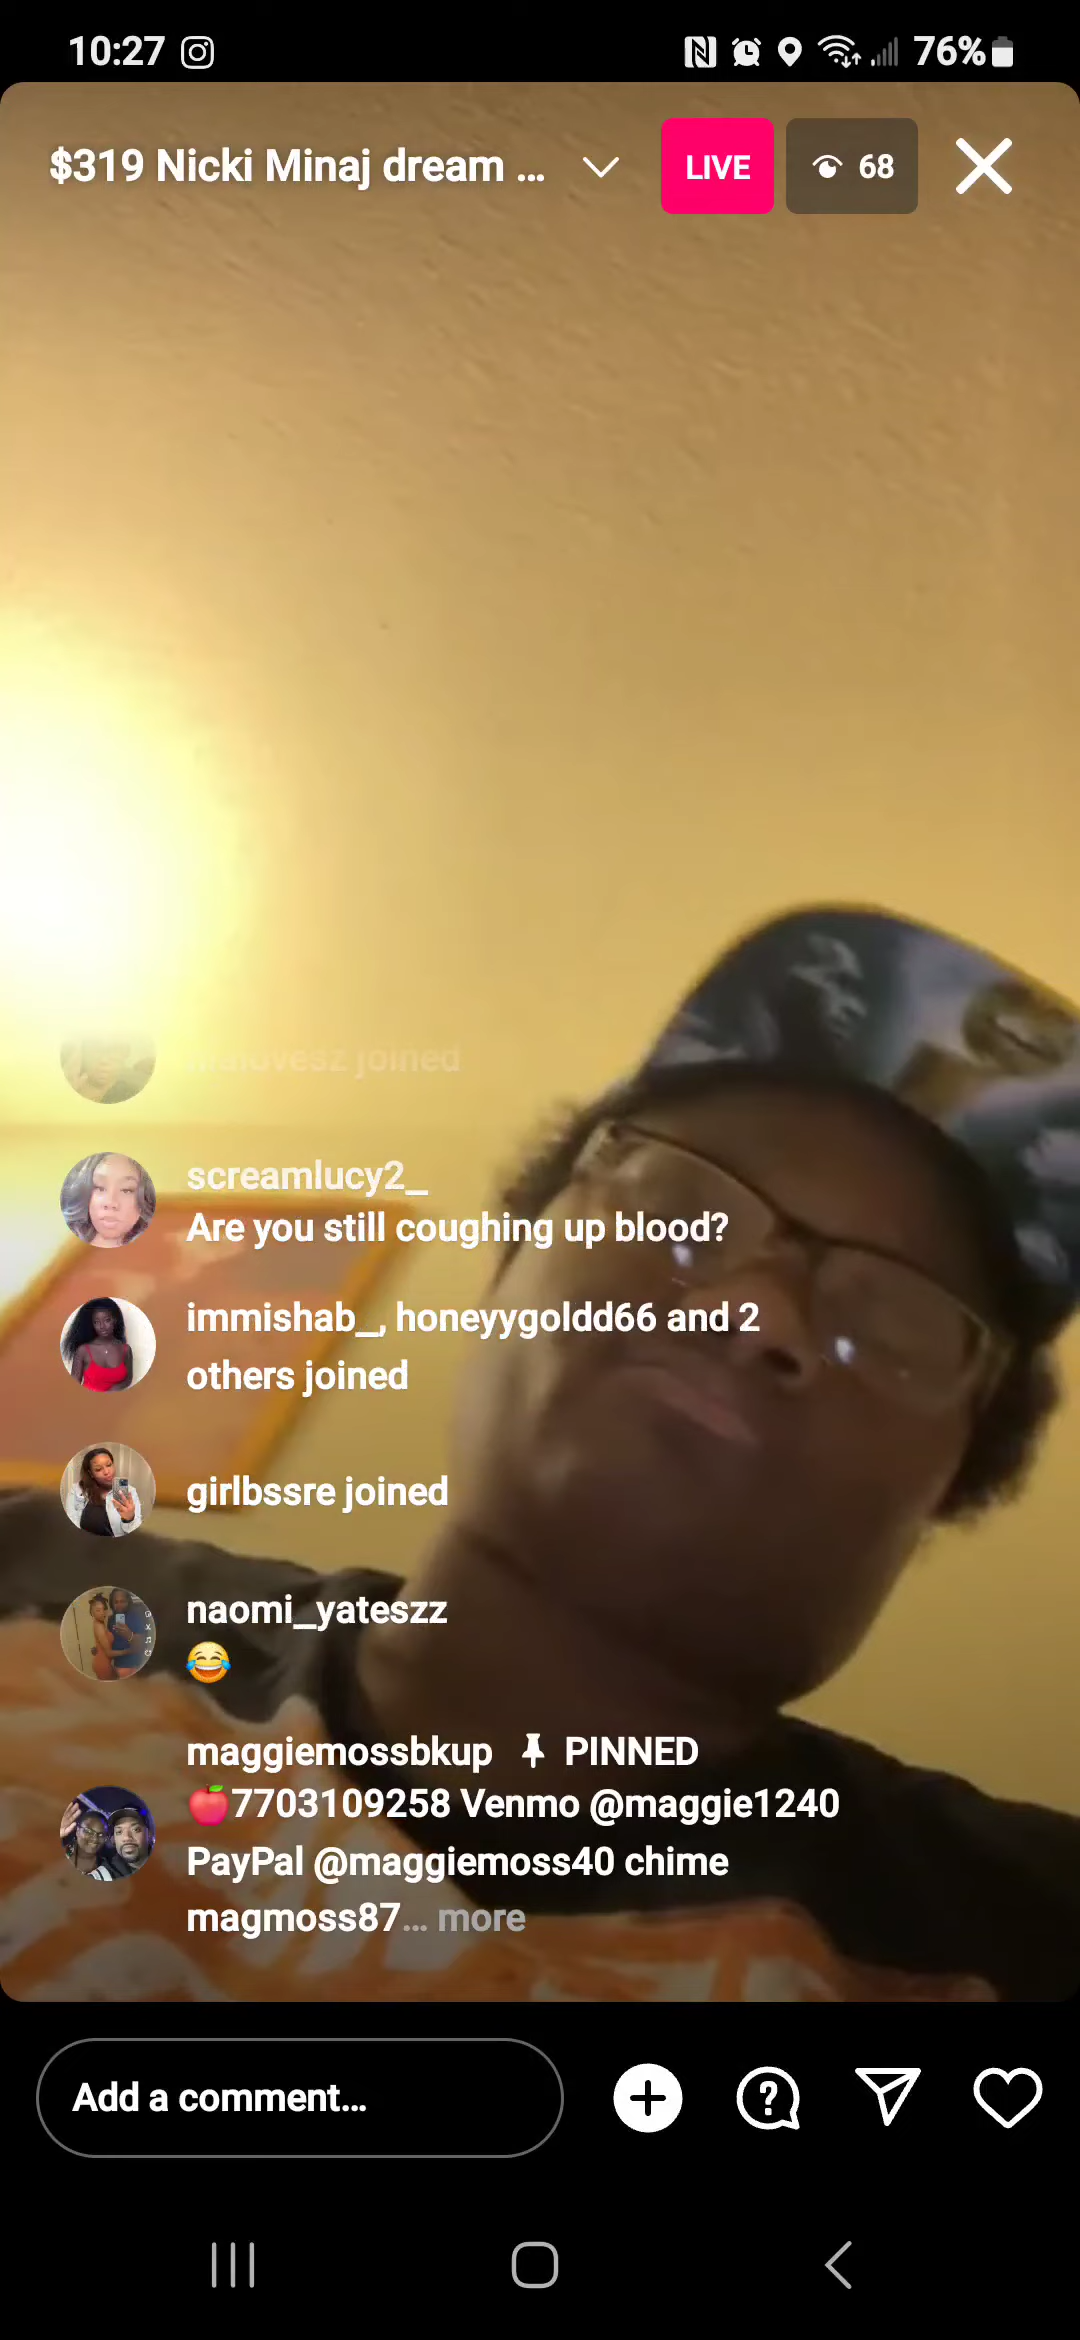 10:27
76%
$319 Nicki Minaj dream ...
LIVE
68
joined
screamlucy2_
Are you still coughing up blood?
immishab_, honeyygoldd66 and 2
others joined
girlbssre joined
naomi_yateszz
😂
maggiemossbkup PINNED
🍎7703109258 Venmo @maggie1240
PayPal @maggiemoss40 chime
magmoss87... more
Add a comment...